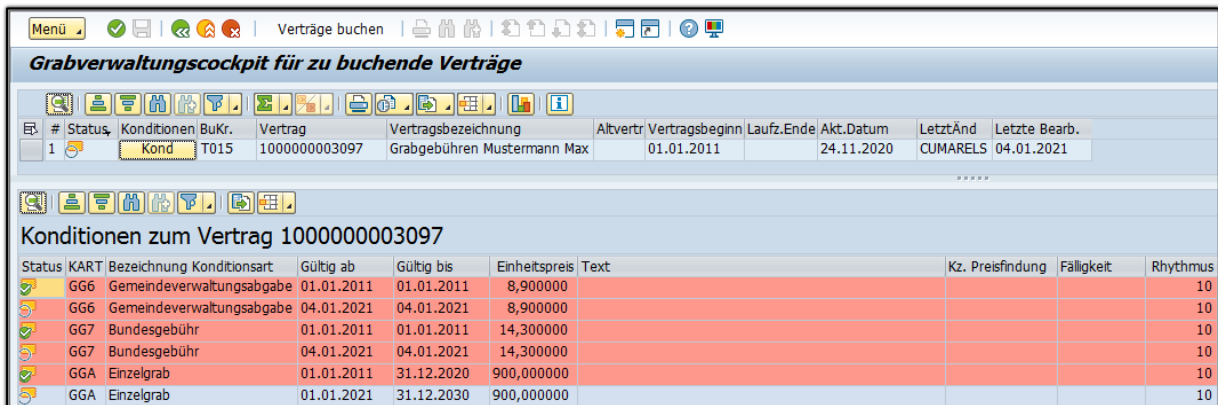 Menü Verträge buchen
Grabverwaltungscockpit für zu buchende Verträge
# Status Konditionen BuKr. Vertrag Vertragsbezeichnung Altvertr Vertragsbeginn Laufz.Ende Akt.Datum LetztÄnd Letzte Bearb.
1 Kond T015 1000000003097 Grabgebühren Mustermann Max 01.01.2011 24.11.2020 CUMARELS 04.01.2021
Konditionen zum Vertrag 1000000003097
Status KART Bezeichnung Konditionsart Gültig ab Gültig bis Einheitspreis Text Kz. Preisfindung Fälligkeit Rhythmus
GG6 Gemeindeverwaltungsabgabe 01.01.2011 01.01.2011 8,900000 10
GG6 Gemeindeverwaltungsabgabe 04.01.2021 04.01.2021 8,900000 10
GG7 Bundesgebühr 01.01.2011 01.01.2011 14,300000 10
GG7 Bundesgebühr 04.01.2021 04.01.2021 14,300000 10
GGA Einzelgrab 01.01.2011 31.12.2020 900,000000 10
GGA Einzelgrab 01.01.2021 31.12.2030 900,000000 10